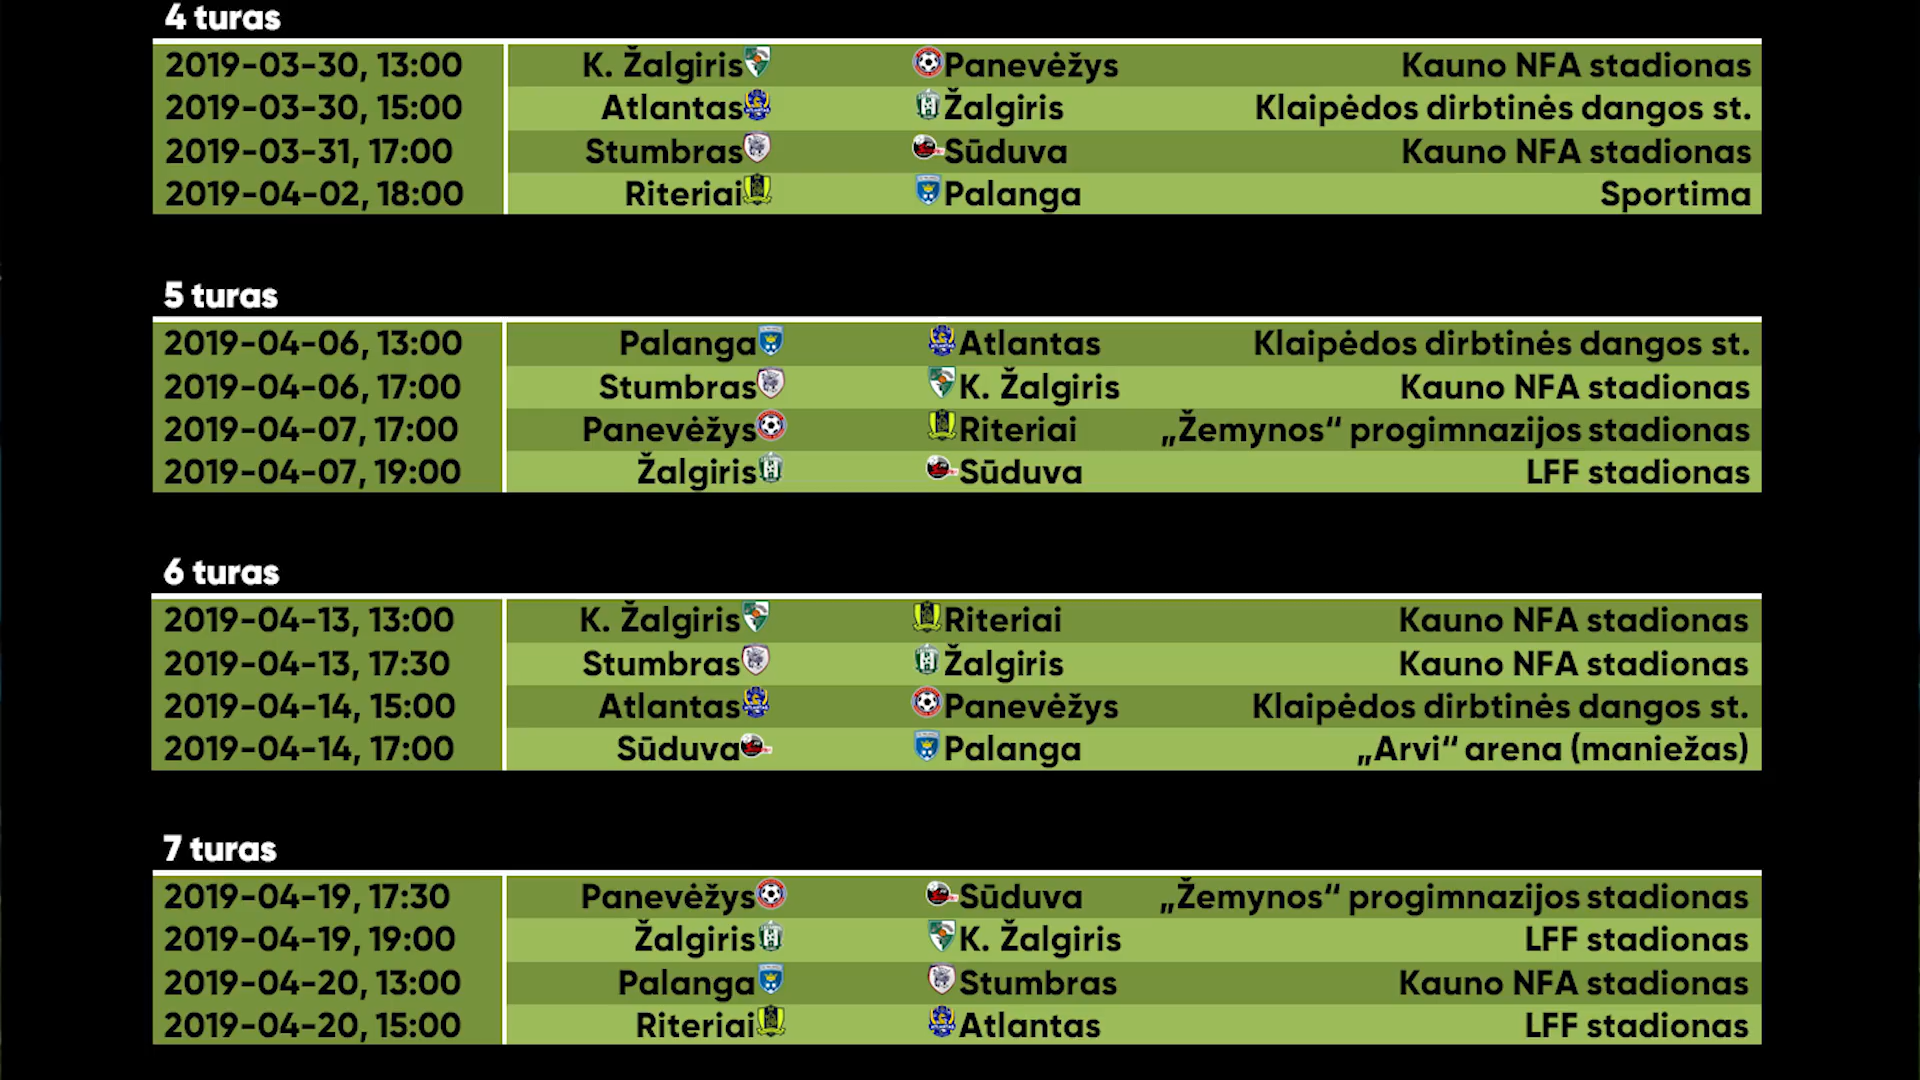 4 turas
2019-03-30, 13:00 K. Žalgiris Panevėžys Kauno NFA stadionas
2019-03-30, 15:00 Atlantas Žalgiris Klaipėdos dirbtinės dangos st.
2019-03-31, 17:00 Stumbras Sūduva Kauno NFA stadionas
2019-04-02, 18:00 Riteriai Palanga Sportima
5 turas
2019-04-06, 13:00 Palanga Atlantas Klaipėdos dirbtinės dangos st.
2019-04-06, 17:00 Stumbras K. Žalgiris Kauno NFA stadionas
2019-04-07, 17:00 Panevėžys Riteriai „Žemynos“ progimnazijos stadionas
2019-04-07, 19:00 Žalgiris Sūduva LFF stadionas
6 turas
2019-04-13, 13:00 K. Žalgiris Riteriai Kauno NFA stadionas
2019-04-13, 17:30 Stumbras Žalgiris Kauno NFA stadionas
2019-04-14, 15:00 Atlantas Panevėžys Klaipėdos dirbtinės dangos st.
2019-04-14, 17:00 Sūduva Palanga „Arvi“ arena (maniežas)
7 turas
2019-04-19, 17:30 Panevėžys Sūduva „Žemynos“ progimnazijos stadionas
2019-04-19, 19:00 Žalgiris K. Žalgiris LFF stadionas
2019-04-20, 13:00 Palanga Stumbras Kauno NFA stadionas
2019-04-20, 15:00 Riteriai Atlantas LFF stadionas